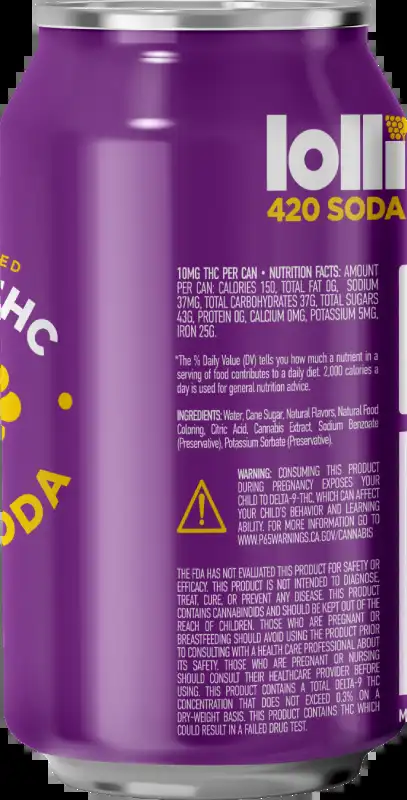 lolli
420 SODA
ED
HC
ODA
10MG THC PER CAN • NUTRITION FACTS: AMOUNT
PER CAN: CALORIES 150, TOTAL FAT 0G, SODIUM
37MG, TOTAL CARBOHYDRATES 37G, TOTAL SUGARS
43G, PROTEIN 0G, CALCIUM 0MG, POTASSIUM 5MG,
IRON 25G.
*The % Daily Value (DV) tells you how much a nutrient in a
serving of food contributes to a daily diet. 2,000 calories a
day is used for general nutrition advice.
INGREDIENTS: Water, Cane Sugar, Natural Flavors, Natural Food
Coloring, Citric Acid, Cannabis Extract, Sodium Benzoate
(Preservative), Potassium Sorbate (Preservative).
WARNING: CONSUMING THIS PRODUCT
DURING PREGNANCY EXPOSES YOUR
CHILD TO DELTA-9-THC, WHICH CAN AFFECT
YOUR CHILD'S BEHAVIOR AND LEARNING
ABILITY. FOR MORE INFORMATION GO TO
WWW.P65WARNINGS.CA.GOV/CANNABIS
THE FDA HAS NOT EVALUATED THIS PRODUCT FOR SAFETY OR
EFFICACY. THIS PRODUCT IS NOT INTENDED TO DIAGNOSE,
TREAT, CURE, OR PREVENT ANY DISEASE. THIS PRODUCT
CONTAINS CANNABINOIDS AND SHOULD BE KEPT OUT OF THE
REACH OF CHILDREN. THOSE WHO ARE PREGNANT OR
BREASTFEEDING SHOULD AVOID USING THE PRODUCT PRIOR
TO CONSULTING WITH A HEALTH CARE PROFESSIONAL ABOUT
ITS SAFETY. THOSE WHO ARE PREGNANT OR NURSING
SHOULD CONSULT THEIR HEALTHCARE PROVIDER BEFORE
USING. THIS PRODUCT CONTAINS A TOTAL DELTA-9 THC
CONCENTRATION THAT DOES NOT EXCEED 0.3% ON A
DRY-WEIGHT BASIS. THIS PRODUCT CONTAINS THC WHICH
COULD RESULT IN A FAILED DRUG TEST.
M